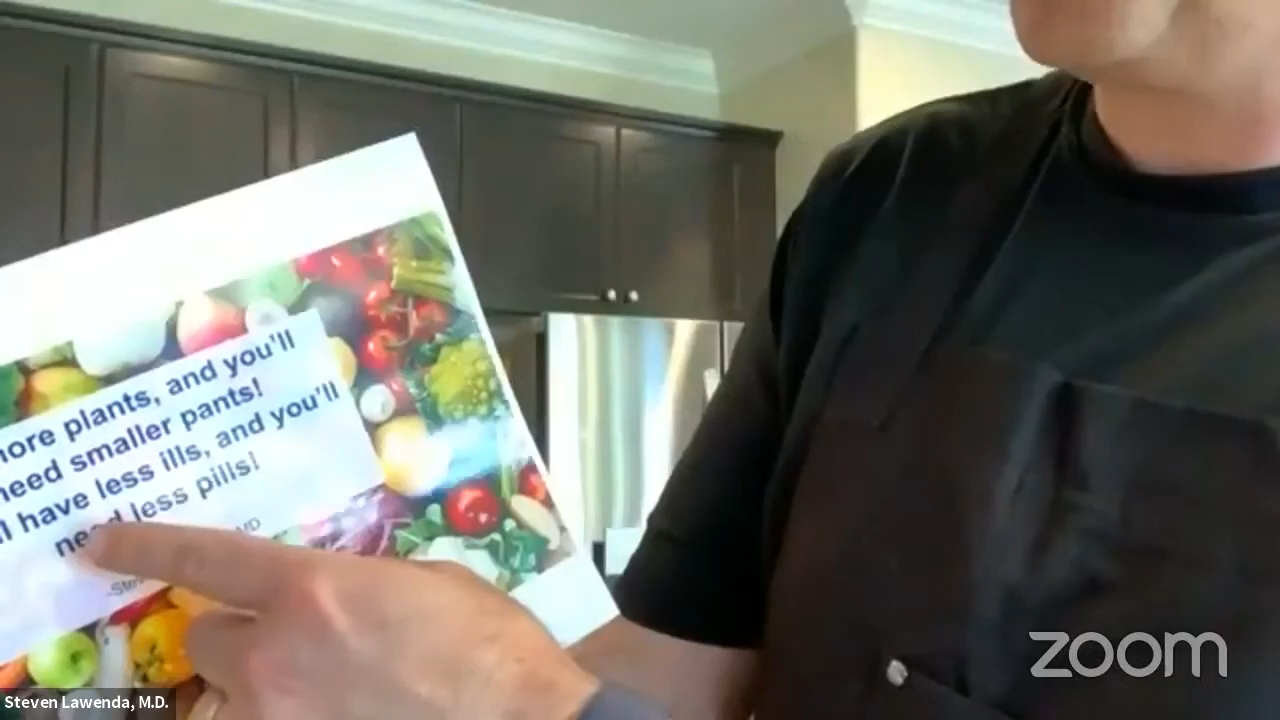 more plants, and you'll
need smaller pants!
have less ills, and you'll
need less pills!
Steven Lawenda, M.D.
zoom